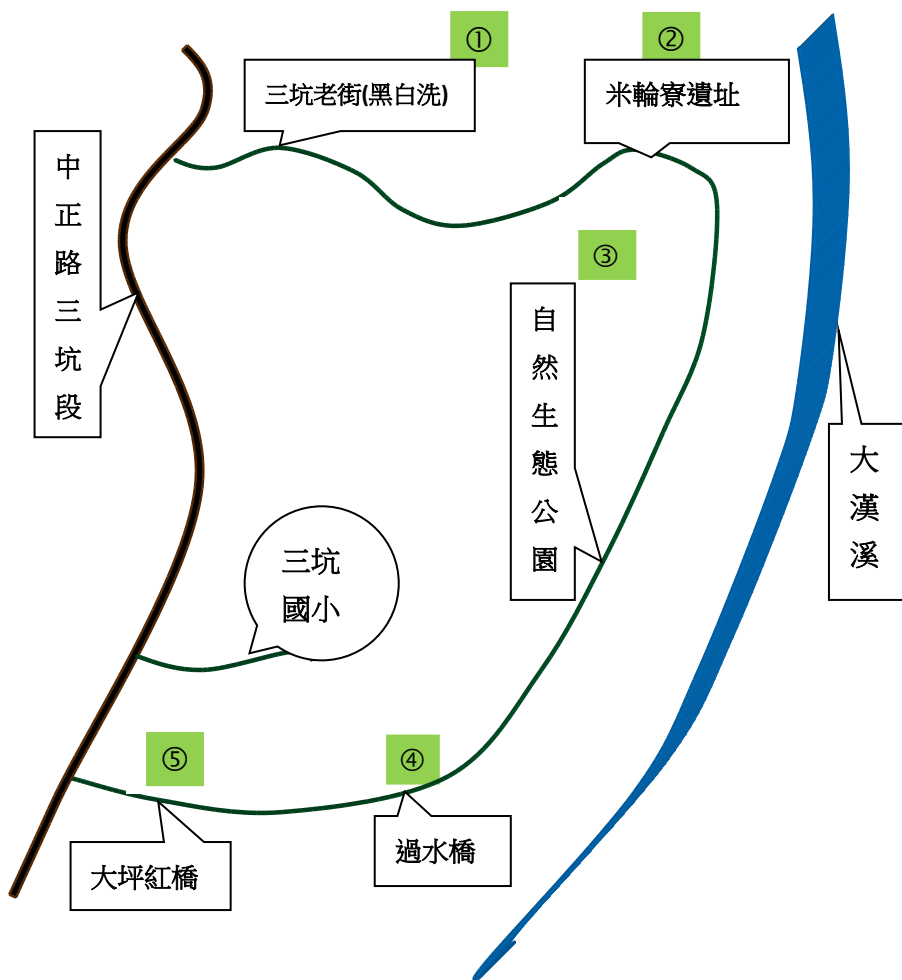 ①
三坑老街(黑白洗)
②
米輪寮遺址
中正路三坑段
③
自然生態公園
大漢溪
三坑
國小
④
過水橋
⑤
大坪紅橋